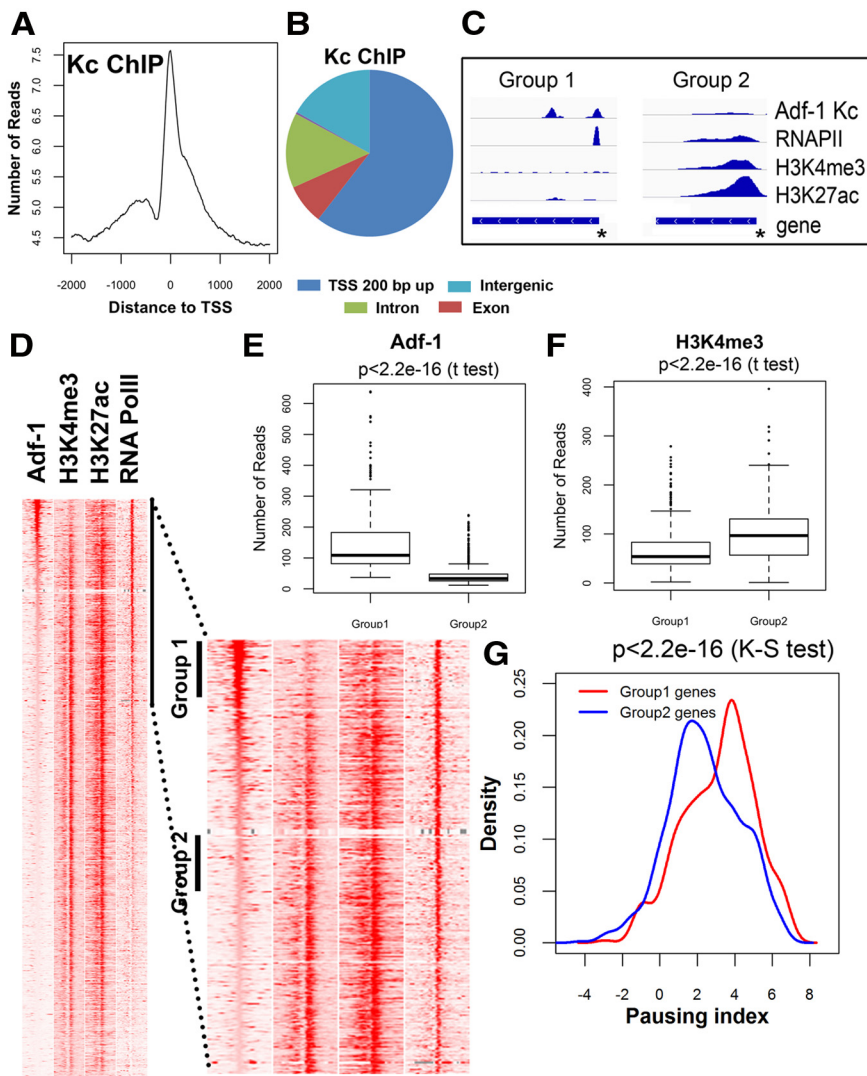 A
Kc ChIP
Number of Reads
7.5
7.0
6.5
6.0
5.5
5.0
4.5
-2000
-1000
0
1000
2000
Distance to TSS
B
Kc ChIP
TSS 200 bp up
Intergenic
Intron
Exon
C
Group 1
Group 2
Adf-1 Kc
RNAPII
H3K4me3
H3K27ac
gene
*
*
D
Adf-1
H3K4me3
H3K27ac
RNA PolII
Group 1
Group 2
E
Adf-1
p<2.2e-16 (t test)
Number of Reads
600
500
400
300
200
100
0
Group1
Group2
F
H3K4me3
p<2.2e-16 (t test)
Number of Reads
400
300
200
100
0
Group1
Group2
G
p<2.2e-16 (K-S test)
Group1 genes
Group2 genes
Density
0.25
0.20
0.15
0.10
0.05
0.00
-4
-2
0
2
4
6
8
Pausing index